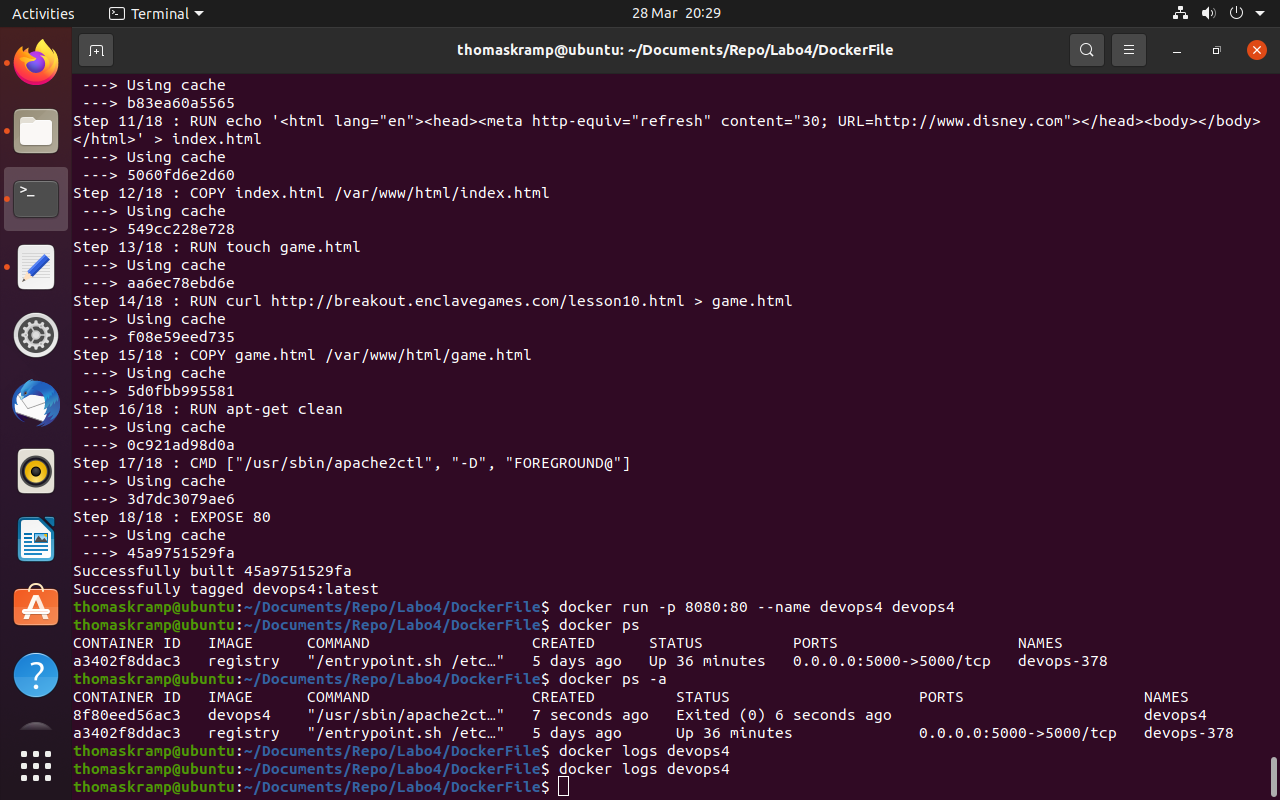 Activities
Terminal
28 Mar 20:29
thomaskramp@ubuntu: ~/Documents/Repo/Labo4/DockerFile
---> Using cache
---> b83ea60a5565
Step 11/18 : RUN echo '<html lang="en"><head><meta http-equiv="refresh" content="30; URL=http://www.disney.com"></head><body></body>
</html>' > index.html
---> Using cache
---> 5060fd6e2d60
Step 12/18 : COPY index.html /var/www/html/index.html
---> Using cache
---> 549cc228e728
Step 13/18 : RUN touch game.html
---> Using cache
---> aa6ec78ebd6e
Step 14/18 : RUN curl http://breakout.enclavegames.com/lesson10.html > game.html
---> Using cache
---> f08e59eed735
Step 15/18 : COPY game.html /var/www/html/game.html
---> Using cache
---> 5d0fbb995581
Step 16/18 : RUN apt-get clean
---> Using cache
---> 0c921ad98d0a
Step 17/18 : CMD ["/usr/sbin/apache2ctl", "-D", "FOREGROUND@"]
---> Using cache
---> 3d7dc3079ae6
Step 18/18 : EXPOSE 80
---> Using cache
---> 45a9751529fa
Successfully built 45a9751529fa
Successfully tagged devops4:latest
thomaskramp@ubuntu:~/Documents/Repo/Labo4/DockerFile$ docker run -p 8080:80 --name devops4 devops4
thomaskramp@ubuntu:~/Documents/Repo/Labo4/DockerFile$ docker ps
CONTAINER ID IMAGE COMMAND CREATED STATUS PORTS NAMES
a3402f8ddac3 registry "/entrypoint.sh /etc…" 5 days ago Up 36 minutes 0.0.0.0:5000->5000/tcp devops-378
thomaskramp@ubuntu:~/Documents/Repo/Labo4/DockerFile$ docker ps -a
CONTAINER ID IMAGE COMMAND CREATED STATUS PORTS NAMES
8f80eed56ac3 devops4 "/usr/sbin/apache2ct…" 7 seconds ago Exited (0) 6 seconds ago devops4
a3402f8ddac3 registry "/entrypoint.sh /etc…" 5 days ago Up 36 minutes 0.0.0.0:5000->5000/tcp devops-378
thomaskramp@ubuntu:~/Documents/Repo/Labo4/DockerFile$ docker logs devops4
thomaskramp@ubuntu:~/Documents/Repo/Labo4/DockerFile$ docker logs devops4
thomaskramp@ubuntu:~/Documents/Repo/Labo4/DockerFile$